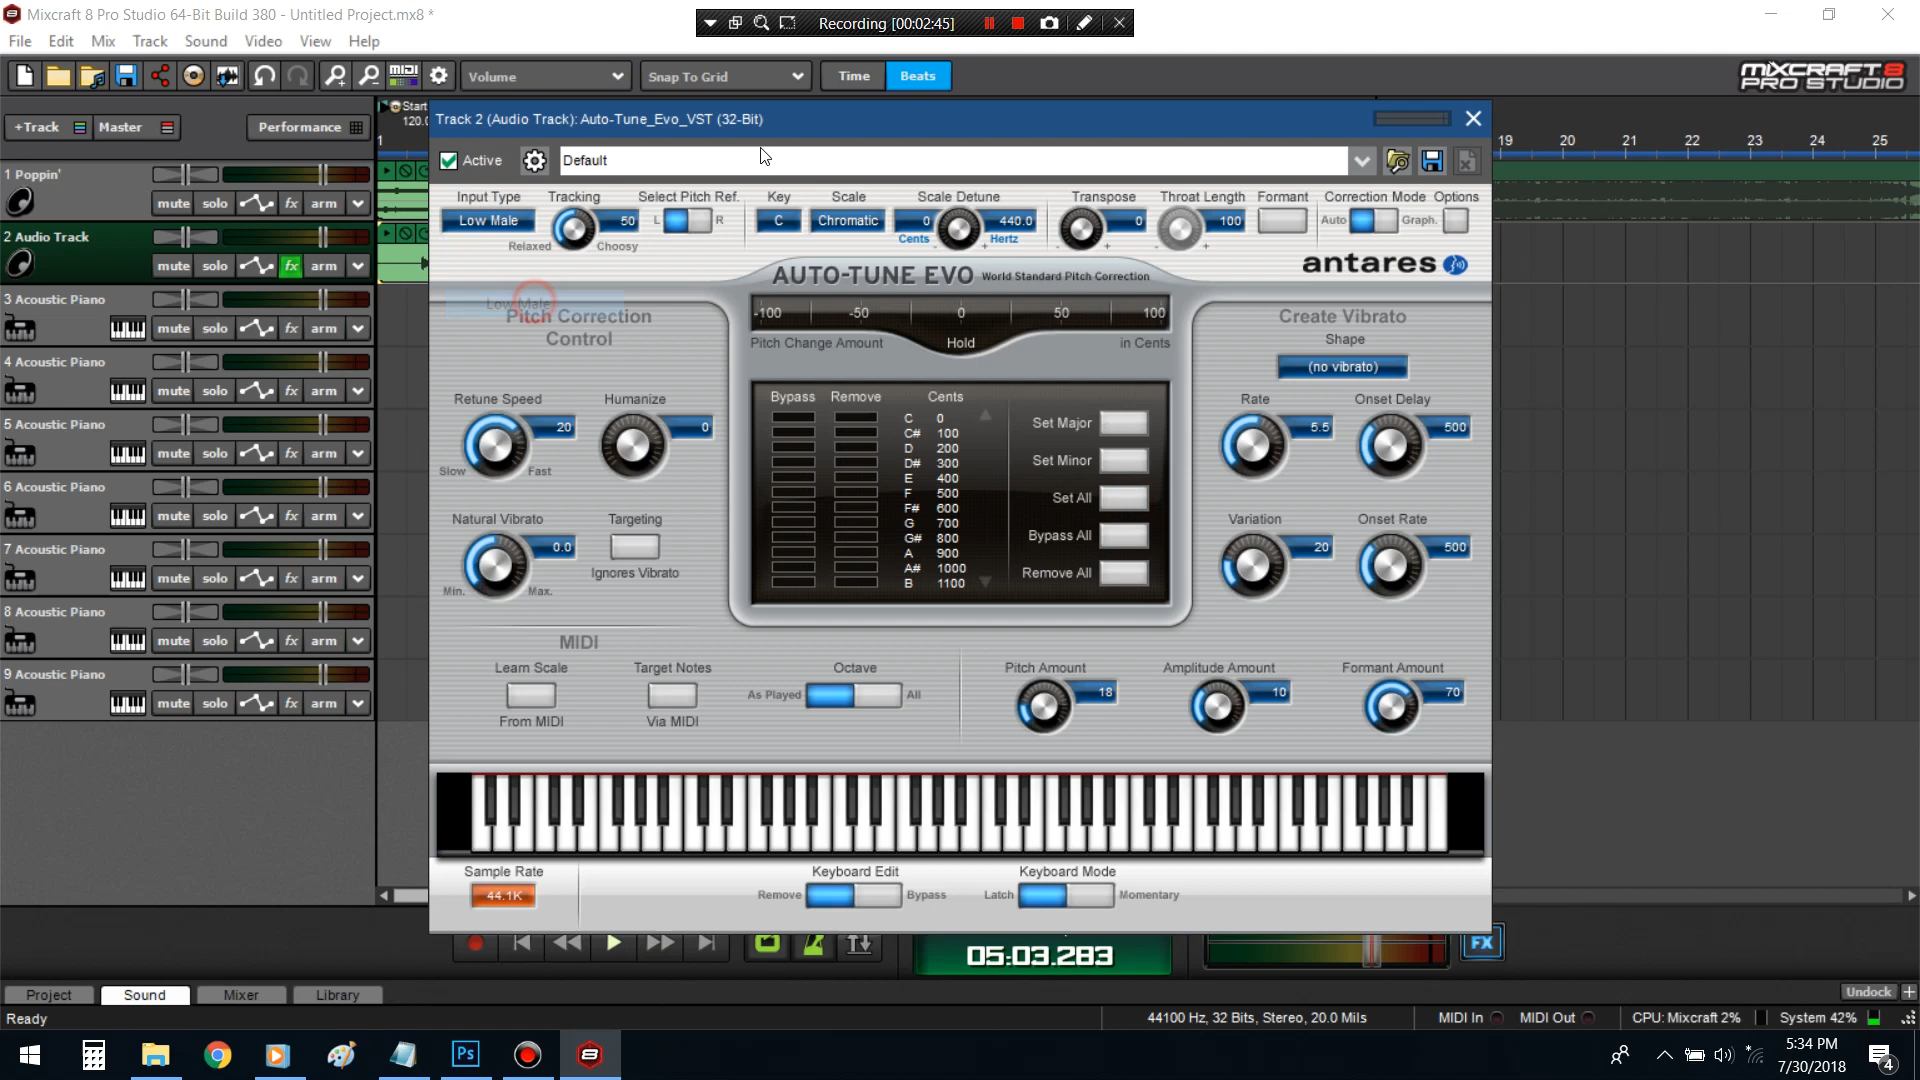 Mixcraft 8 Pro Studio 64-Bit Build 380 - Untitled Project.mx8 *
Recording [00:02:45]
File Edit Mix Track Sound Video View Help
MIDI
Volume
Snap To Grid
Time
Beats
MIXCRAFT 8
PRO STUDIO
+Track
Master
Performance
Start
120.0
1
19 20 21 22 23 24 25
Track 2 (Audio Track): Auto-Tune_Evo_VST (32-Bit)
Active
Default
Input Type
Tracking
Select Pitch Ref.
Key
Scale
Scale Detune
Transpose
Throat Length
Formant
Correction Mode
Options
Low Male
50
L R
C
Chromatic
0
440.0
0
100
Auto Graph.
Relaxed Choosy
Cents - + Hertz
- +
- +
antares
AUTO-TUNE EVO World Standard Pitch Correction
Low Male
Pitch Correction
Control
-100 -50 0 50 100
Pitch Change Amount Hold in Cents
Create Vibrato
Shape
(no vibrato)
Retune Speed
20
Slow Fast
Humanize
0
Natural Vibrato
0.0
Min. Max.
Targeting
Ignores Vibrato
Bypass Remove Cents
C 0
C# 100
D 200
D# 300
E 400
F 500
F# 600
G 700
G# 800
A 900
A# 1000
B 1100
Set Major
Set Minor
Set All
Bypass All
Remove All
Rate
5.5
Onset Delay
500
Variation
20
Onset Rate
500
MIDI
Learn Scale
From MIDI
Target Notes
Via MIDI
Octave
As Played All
Pitch Amount
18
Amplitude Amount
10
Formant Amount
70
Sample Rate
44.1K
Keyboard Edit
Remove Bypass
Keyboard Mode
Latch Momentary
1 Poppin'
mute solo fx arm
2 Audio Track
mute solo fx arm
3 Acoustic Piano
mute solo fx arm
4 Acoustic Piano
mute solo fx arm
5 Acoustic Piano
mute solo fx arm
6 Acoustic Piano
mute solo fx arm
7 Acoustic Piano
mute solo fx arm
8 Acoustic Piano
mute solo fx arm
9 Acoustic Piano
mute solo fx arm
05:03.283
FX
Project Sound Mixer Library
Undock +
Ready
44100 Hz, 32 Bits, Stereo, 20.0 Mils
MIDI In MIDI Out
CPU: Mixcraft 2% System 42%
Ps
8
5:34 PM
7/30/2018
4